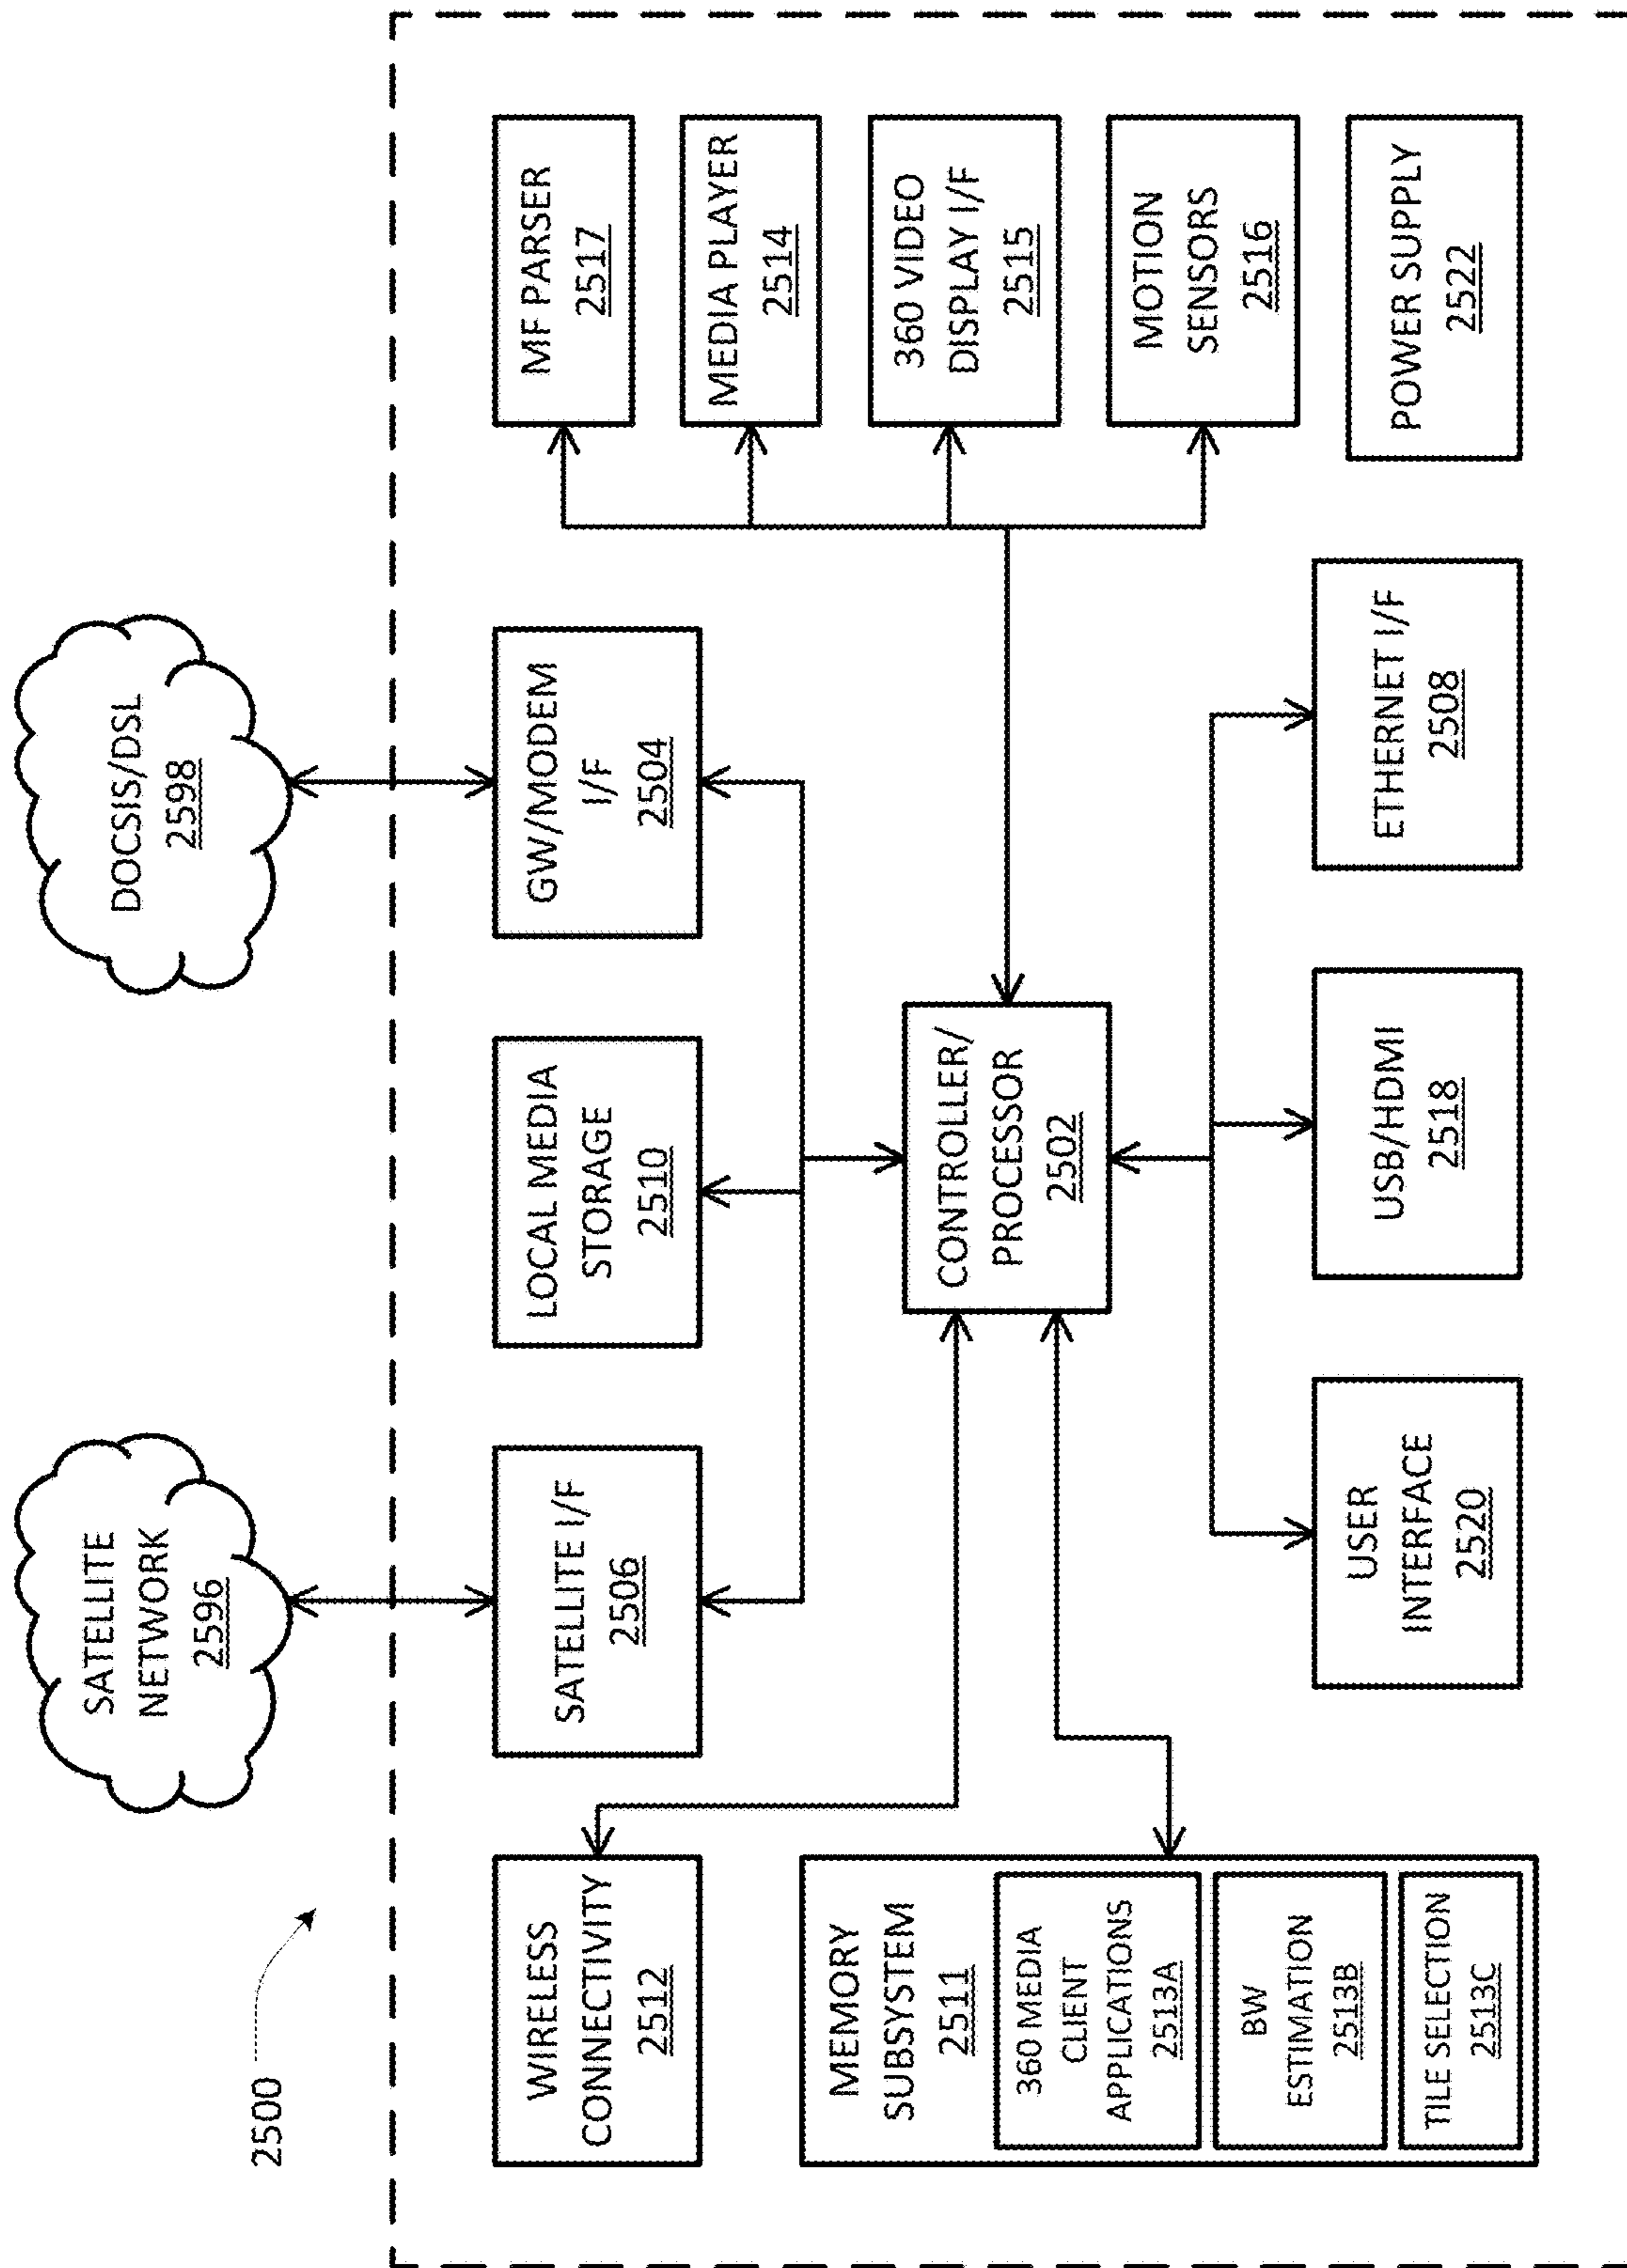 2500
SATELLITE
NETWORK
2596
DOCSIS/DSL
2598
WIRELESS
CONNECTIVITY
2512
SATELLITE I/F
2506
LOCAL MEDIA
STORAGE
2510
GW/MODEM
I/F
2504
MF PARSER
2517
MEDIA PLAYER
2514
360 VIDEO
DISPLAY I/F
2515
MOTION
SENSORS
2516
POWER SUPPLY
2522
CONTROLLER/
PROCESSOR
2502
MEMORY
SUBSYSTEM
2511
360 MEDIA
CLIENT
APPLICATIONS
2513A
BW
ESTIMATION
2513B
TILE SELECTION
2513C
USER
INTERFACE
2520
USB/HDMI
2518
ETHERNET I/F
2508